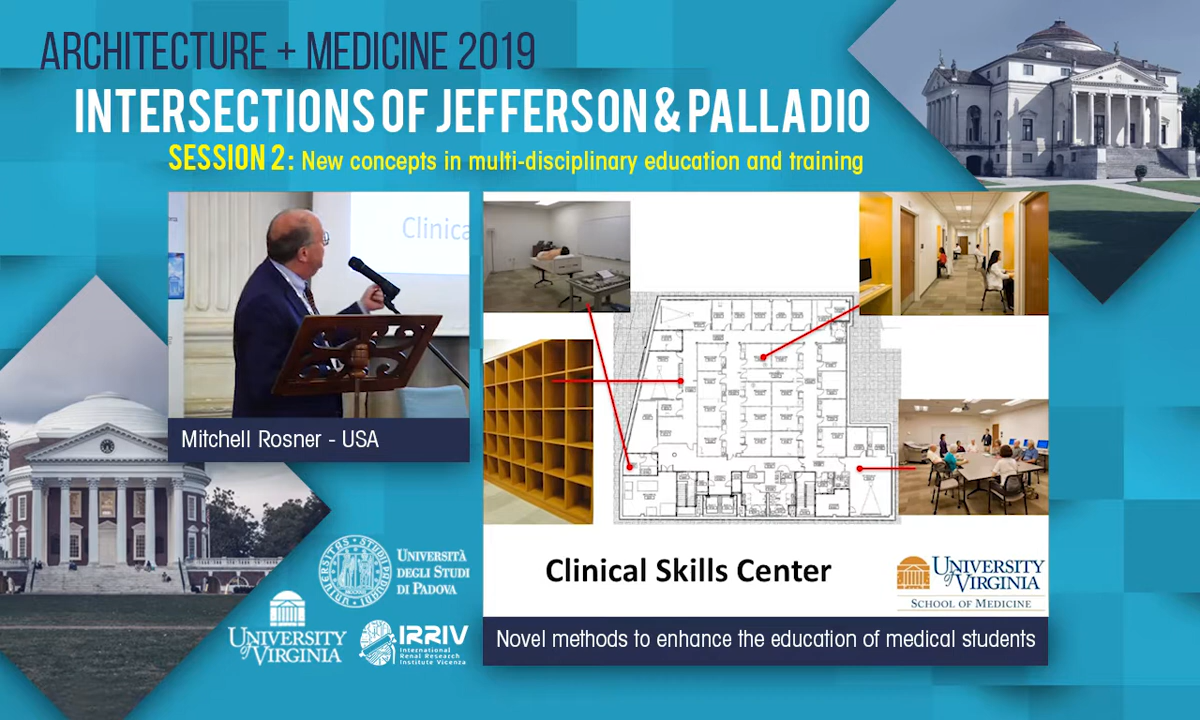 ARCHITECTURE + MEDICINE 2019
INTERSECTIONS OF JEFFERSON & PALLADIO
SESSION 2: New concepts in multi-disciplinary education and training
Clinica
Mitchell Rosner - USA
Clinical Skills Center
UNIVERSITY
of VIRGINIA
SCHOOL OF MEDICINE
Novel methods to enhance the education of medical students
UNIVERSITÀ
DEGLI STUDI
DI PADOVA
UNIVERSITY
of VIRGINIA
IRRIV
International
Renal Research
Institute Vicenza